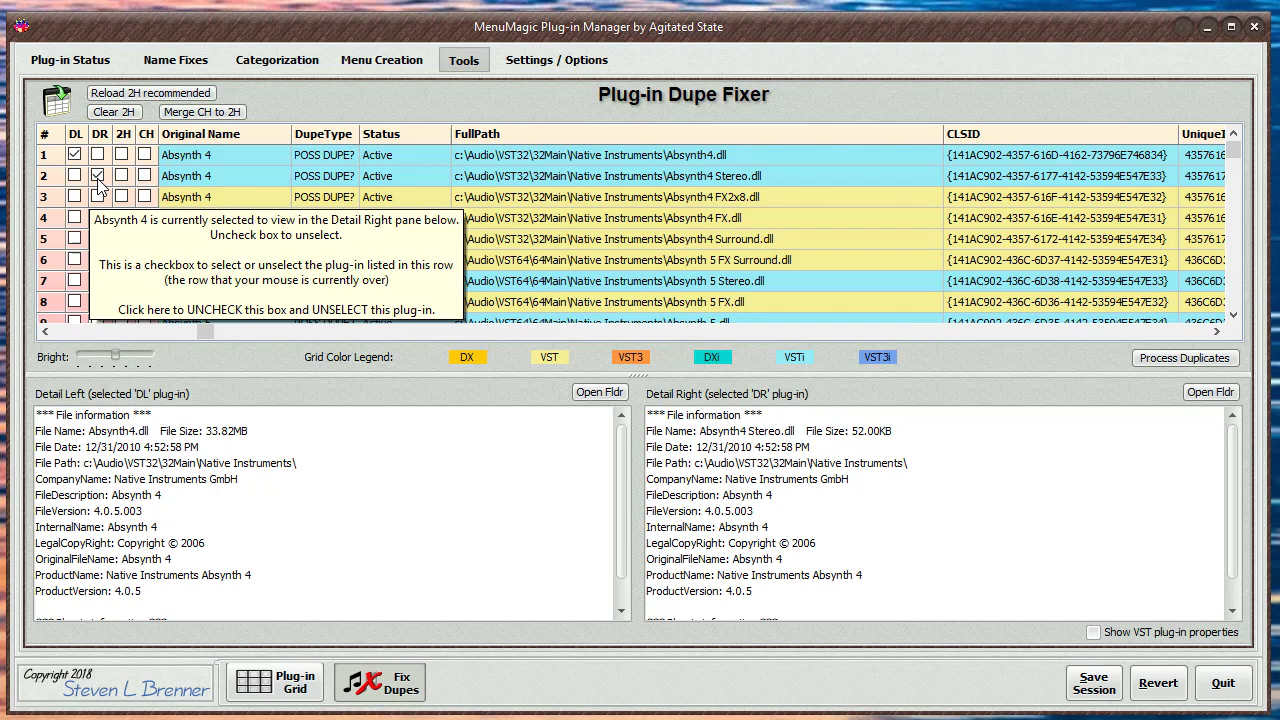 MenuMagic Plug-in Manager by Agitated State
Plug-in Status Name Fixes Categorization Menu Creation Tools Settings / Options
Reload 2H recommended
Clear 2H Merge CH to 2H
Plug-in Dupe Fixer
# DL DR 2H CH Original Name DupeType Status FullPath CLSID UniqueI
1 Absynth 4 POSS DUPE? Active c:\Audio\VST32\32Main\Native Instruments\Absynth4.dll {141AC902-4357-616D-4162-73796E746834} 4357616
2 Absynth 4 POSS DUPE? Active c:\Audio\VST32\32Main\Native Instruments\Absynth4 Stereo.dll {141AC902-4357-6177-4142-53594E547E33} 4357617
3 Absynth 4 POSS DUPE? Active c:\Audio\VST32\32Main\Native Instruments\Absynth4 FX2x8.dll {141AC902-4357-616F-4142-53594E547E32} 4357616
4 c:\Audio\VST32\32Main\Native Instruments\Absynth4 FX.dll {141AC902-4357-616E-4142-53594E547E31} 4357616
5 c:\Audio\VST32\32Main\Native Instruments\Absynth4 Surround.dll {141AC902-4357-6172-4142-53594E547E34} 4357617
6 c:\Audio\VST64\64Main\Native Instruments\Absynth 5 FX Surround.dll {141AC902-436C-6D37-4142-53594E547E31} 436C6D3
7 c:\Audio\VST64\64Main\Native Instruments\Absynth 5 Stereo.dll {141AC902-436C-6D38-4142-53594E547E34} 436C6D3
8 c:\Audio\VST64\64Main\Native Instruments\Absynth 5 FX.dll {141AC902-436C-6D36-4142-53594E547E32} 436C6D3
Absynth 4 is currently selected to view in the Detail Right pane below.
Uncheck box to unselect.
This is a checkbox to select or unselect the plug-in listed in this row
(the row that your mouse is currently over)
Click here to UNCHECK this box and UNSELECT this plug-in.
Bright: Grid Color Legend: DX VST VST3 DXi VSTi VST3i Process Duplicates
Detail Left (selected 'DL' plug-in) Open Fldr
*** File information ***
File Name: Absynth4.dll File Size: 33.82MB
File Date: 12/31/2010 4:52:58 PM
File Path: c:\Audio\VST32\32Main\Native Instruments\
CompanyName: Native Instruments GmbH
FileDescription: Absynth 4
FileVersion: 4.0.5.003
InternalName: Absynth 4
LegalCopyRight: Copyright © 2006
OriginalFileName: Absynth 4
ProductName: Native Instruments Absynth 4
ProductVersion: 4.0.5
Detail Right (selected 'DR' plug-in) Open Fldr
*** File information ***
File Name: Absynth4 Stereo.dll File Size: 52.00KB
File Date: 12/31/2010 4:52:58 PM
File Path: c:\Audio\VST32\32Main\Native Instruments\
CompanyName: Native Instruments GmbH
FileDescription: Absynth 4
FileVersion: 4.0.5.003
InternalName: Absynth 4
LegalCopyRight: Copyright © 2006
OriginalFileName: Absynth 4
ProductName: Native Instruments Absynth 4
ProductVersion: 4.0.5
Show VST plug-in properties
Copyright 2018
Steven L Brenner
Plug-in
Grid
Fix
Dupes
Save
Session
Revert
Quit